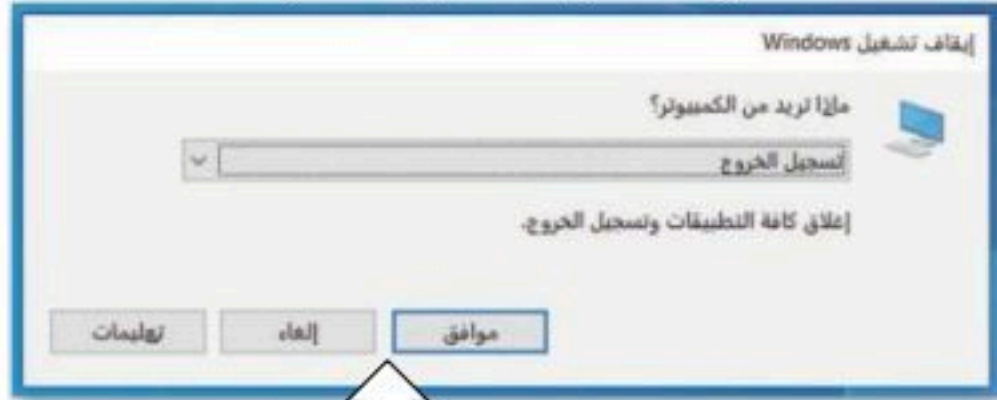 إيقاف تشغيل Windows
ماذا تريد من الكمبيوتر؟
تسجيل الخروج
إغلاق كافة التطبيقات وتسجيل الخروج.
موافق
إلغاء
تعليمات